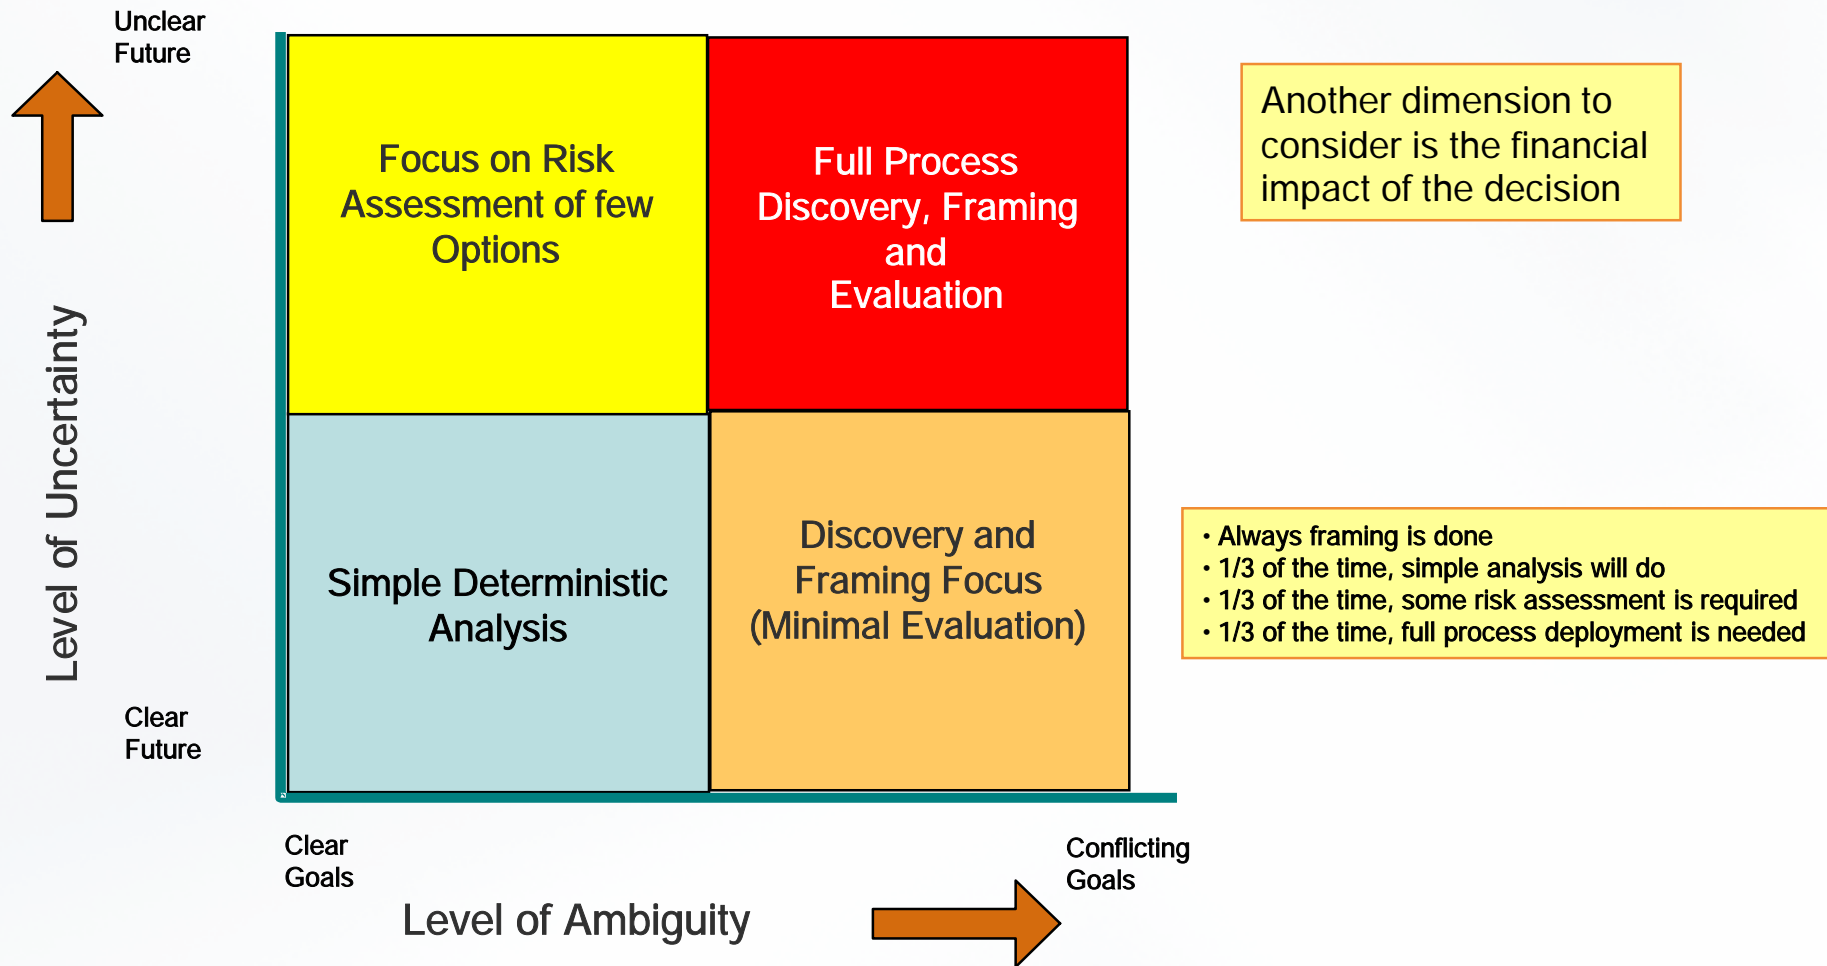 Unclear
Future
Focus on Risk
Assessment of few
Options
Full Process
Discovery, Framing
and
Evaluation
Another dimension to
consider is the financial
impact of the decision
Level of Uncertainty
Simple Deterministic
Analysis
Discovery and
Framing Focus
(Minimal Evaluation)
• Always framing is done
• 1/3 of the time, simple analysis will do
• 1/3 of the time, some risk assessment is required
• 1/3 of the time, full process deployment is needed
Clear
Future
Clear
Goals
Conflicting
Goals
Level of Ambiguity